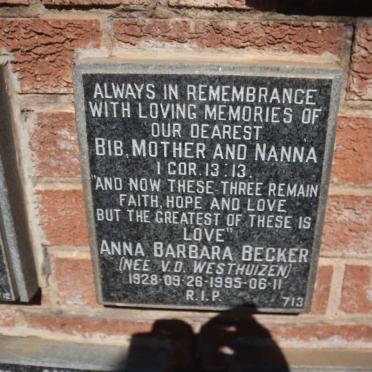 ALWAYS IN REMEMBRANCE
WITH LOVING MEMORIES OF
OUR DEAREST
BIB, MOTHER AND NANNA
1 COR. 13:13.
"AND NOW THESE THREE REMAIN
FAITH, HOPE AND LOVE
BUT THE GREATEST OF THESE IS
LOVE"
ANNA BARBARA BECKER
(NEE V.D. WESTHUIZEN)
1928-09-26-1995-06-11
R.I.P.
713
712